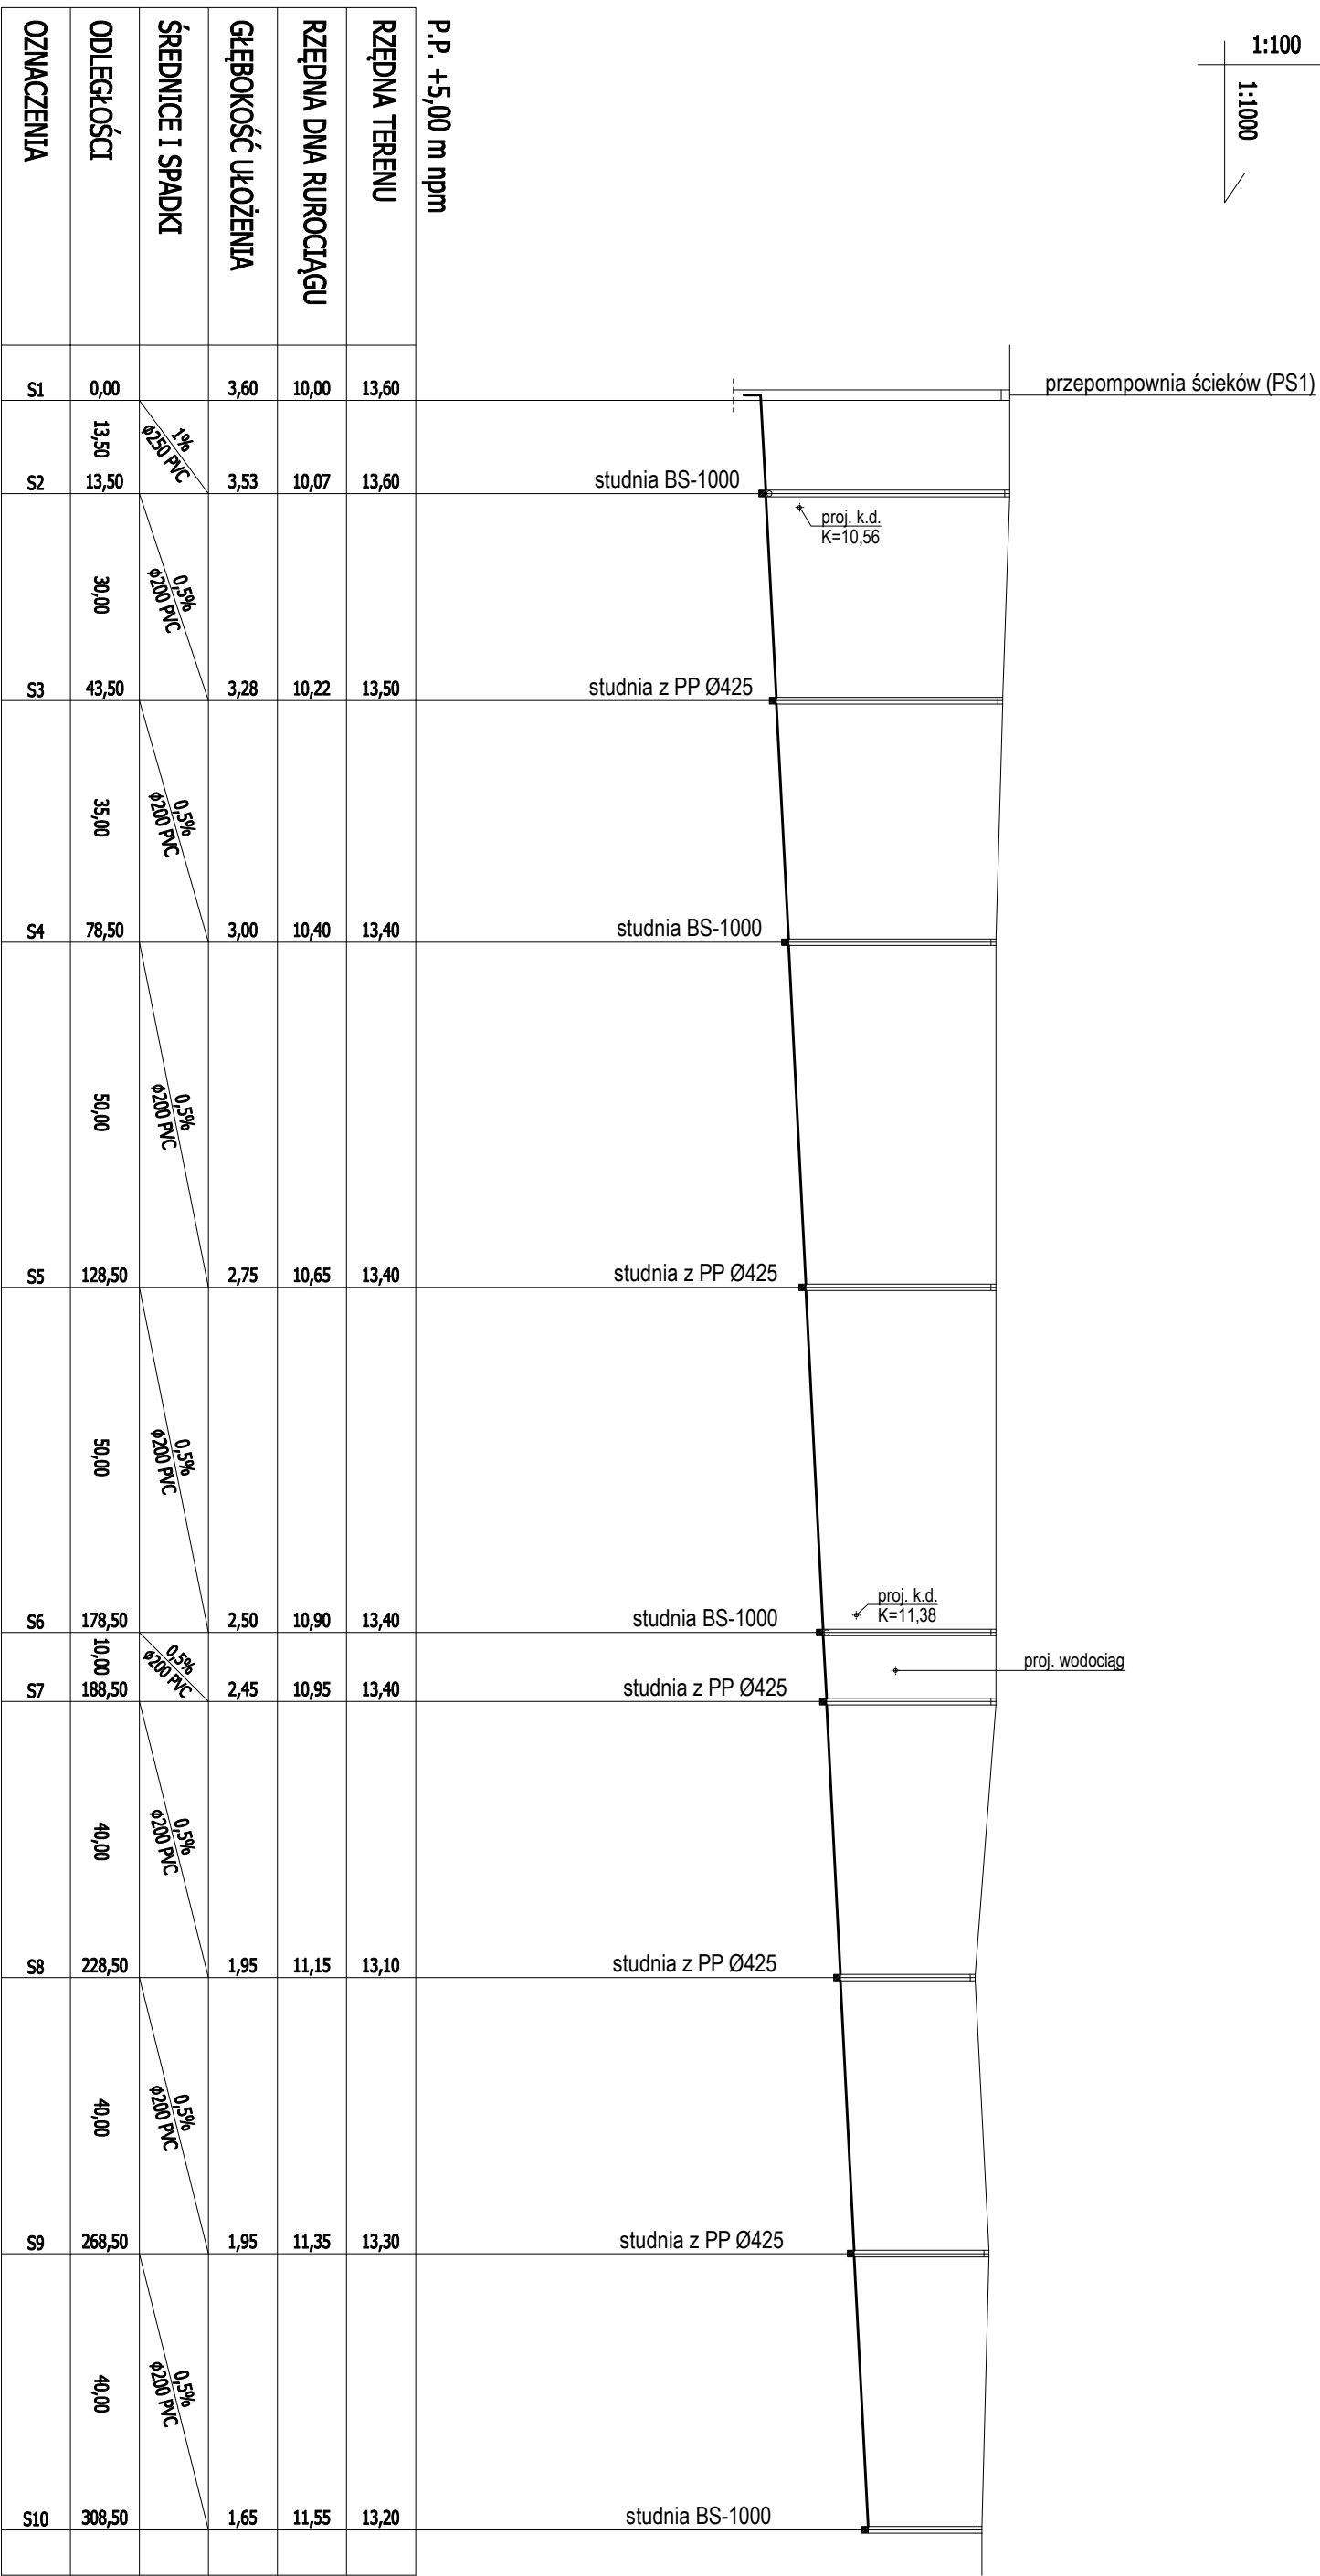 1:100
1:1000
przepompownia ścieków (PS1)
studnia BS-1000
proj. k.d.
K=10,56
studnia z PP Ø425
studnia BS-1000
studnia z PP Ø425
studnia BS-1000
proj. k.d.
K=11,38
proj. wodociąg
studnia z PP Ø425
studnia z PP Ø425
studnia z PP Ø425
studnia BS-1000
P.P. +5,00 m npm
RZĘDNA TERENU
13,60
13,60
13,50
13,40
13,40
13,40
13,40
13,10
13,30
13,20
RZĘDNA DNA RUROCIĄGU
10,00
10,07
10,22
10,40
10,65
10,90
10,95
11,15
11,35
11,55
GŁĘBOKOŚĆ UŁOŻENIA
3,60
3,53
3,28
3,00
2,75
2,50
2,45
1,95
1,95
1,65
ŚREDNICE I SPADKI
1%
ø250 PVC
0,5%
ø200 PVC
0,5%
ø200 PVC
0,5%
ø200 PVC
0,5%
ø200 PVC
0,5%
ø200 PVC
0,5%
ø200 PVC
0,5%
ø200 PVC
0,5%
ø200 PVC
ODLEGŁOŚCI
0,00
13,50
13,50
30,00
43,50
35,00
78,50
50,00
128,50
50,00
178,50
10,00
188,50
40,00
228,50
40,00
268,50
40,00
308,50
OZNACZENIA
S1
S2
S3
S4
S5
S6
S7
S8
S9
S10